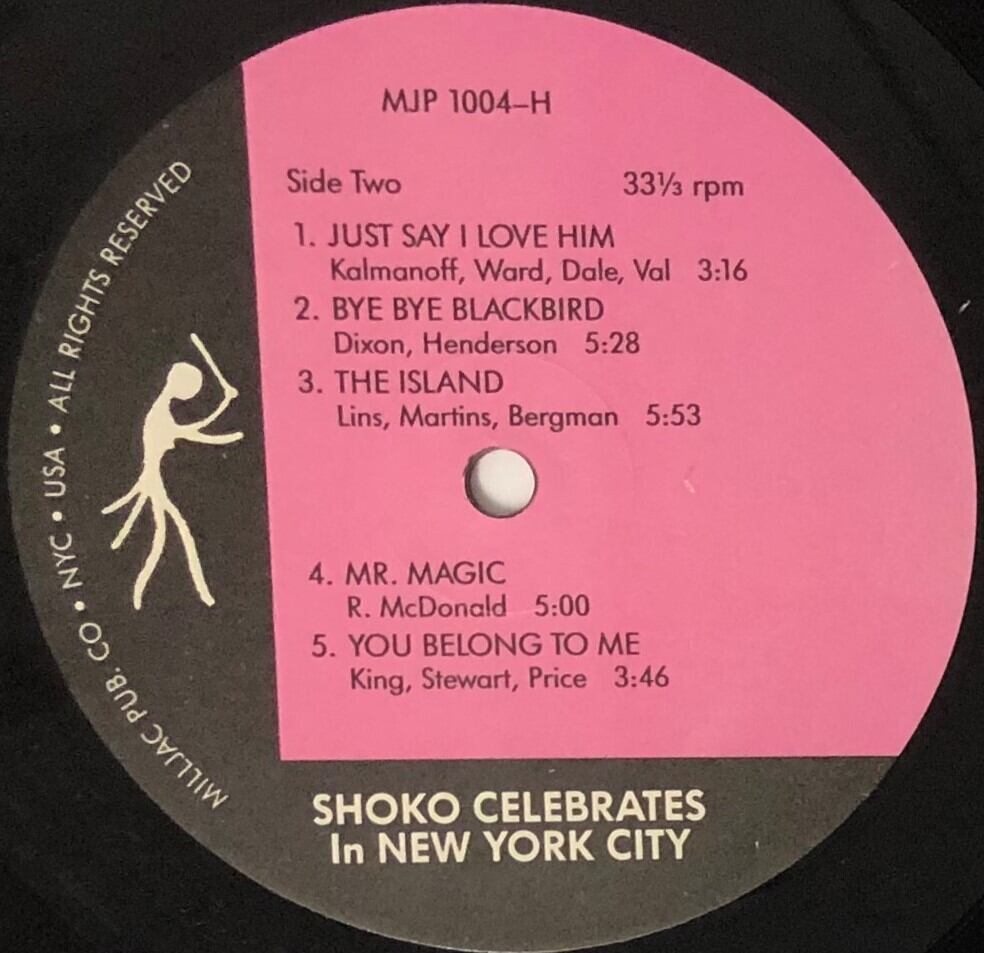 MJP 1004-H
Side Two 33⅓ rpm
1. JUST SAY I LOVE HIM
Kalmanoff, Ward, Dale, Val 3:16
2. BYE BYE BLACKBIRD
Dixon, Henderson 5:28
3. THE ISLAND
Lins, Martins, Bergman 5:53
4. MR. MAGIC
R. McDonald 5:00
5. YOU BELONG TO ME
King, Stewart, Price 3:46
SHOKO CELEBRATES
In NEW YORK CITY
MILLJAC PUB. CO • NYC • USA • ALL RIGHTS RESERVED